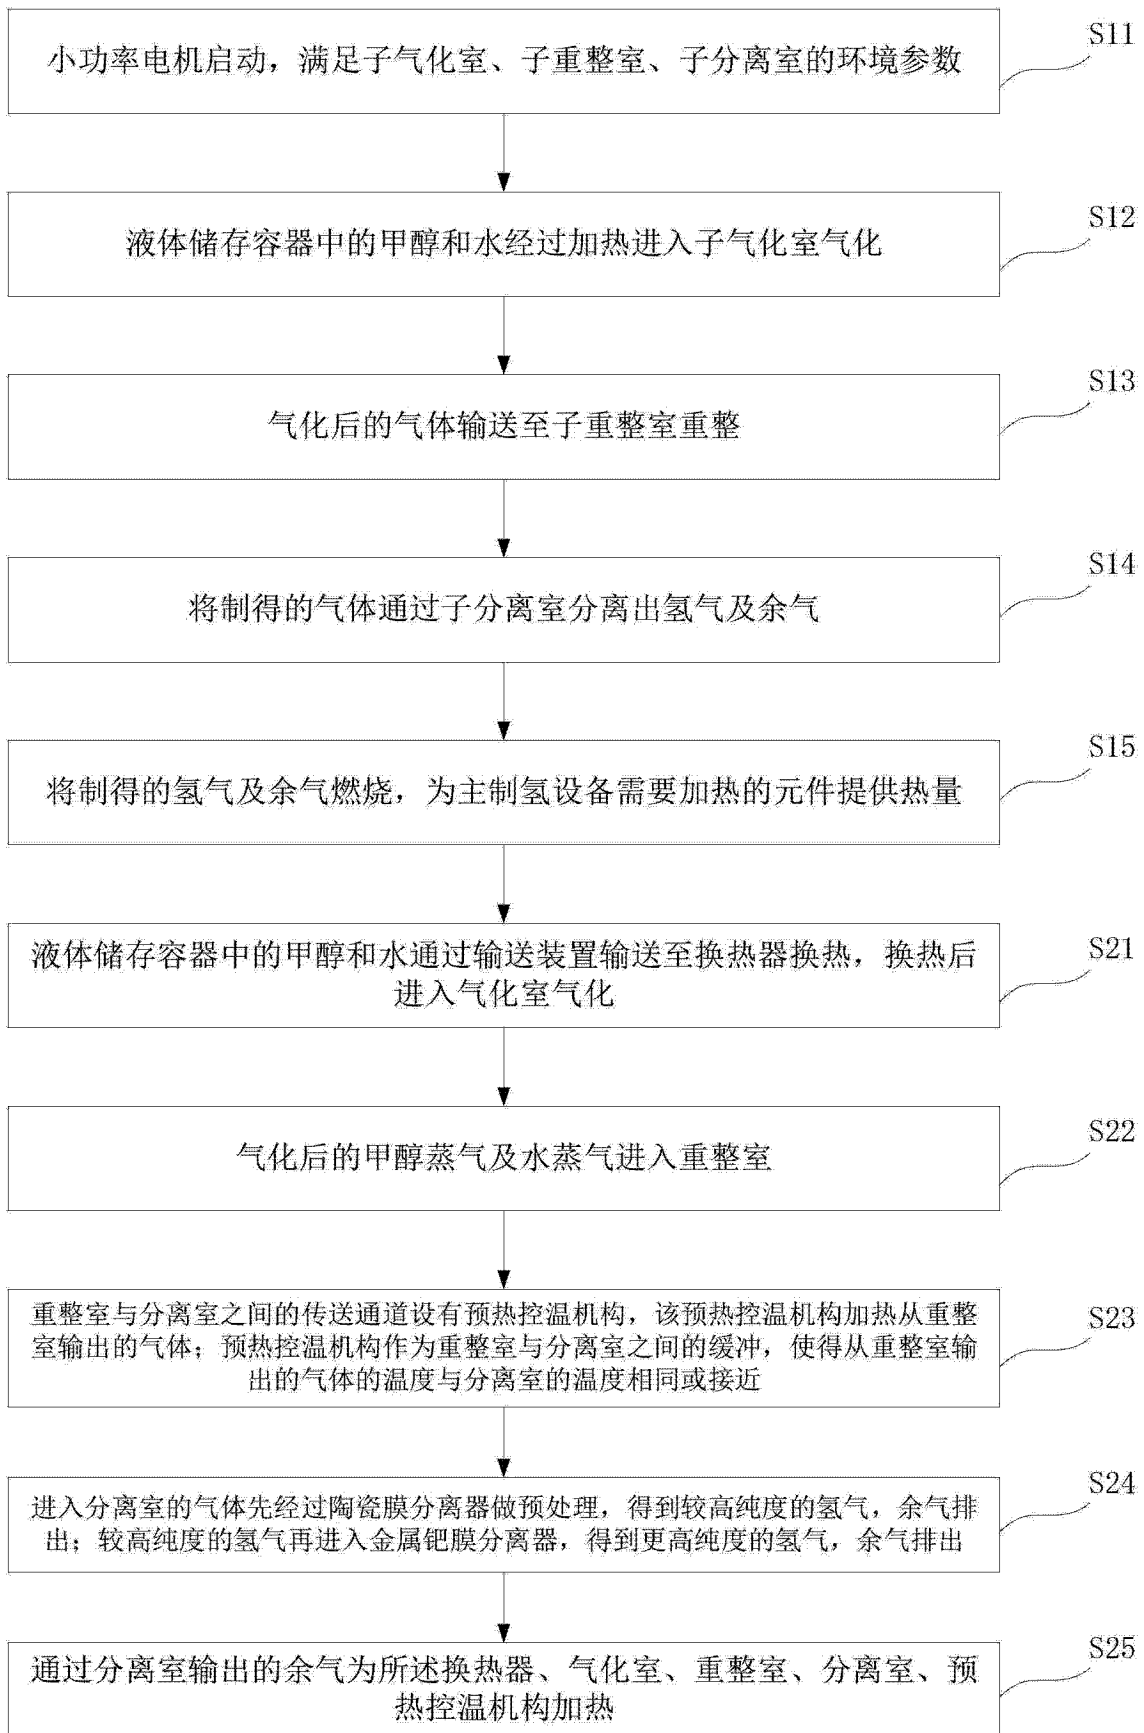 S11
小功率电机启动，满足子气化室、子重整室、子分离室的环境参数
S12
液体储存容器中的甲醇和水经过加热进入子气化室气化
S13
气化后的气体输送至子重整室重整
S14
将制得的气体通过子分离室分离出氢气及余气
S15
将制得的氢气及余气燃烧，为主制氢设备需要加热的元件提供热量
S21
液体储存容器中的甲醇和水通过输送装置输送至换热器换热，换热后
进入气化室气化
S22
气化后的甲醇蒸气及水蒸气进入重整室
S23
重整室与分离室之间的传送通道设有预热控温机构，该预热控温机构加热从重整
室输出的气体；预热控温机构作为重整室与分离室之间的缓冲，使得从重整室输
出的气体的温度与分离室的温度相同或接近
S24
进入分离室的气体先经过陶瓷膜分离器做预处理，得到较高纯度的氢气，余气排
出；较高纯度的氢气再进入金属钯膜分离器，得到更高纯度的氢气，余气排出
S25
通过分离室输出的余气为所述换热器、气化室、重整室、分离室、预
热控温机构加热